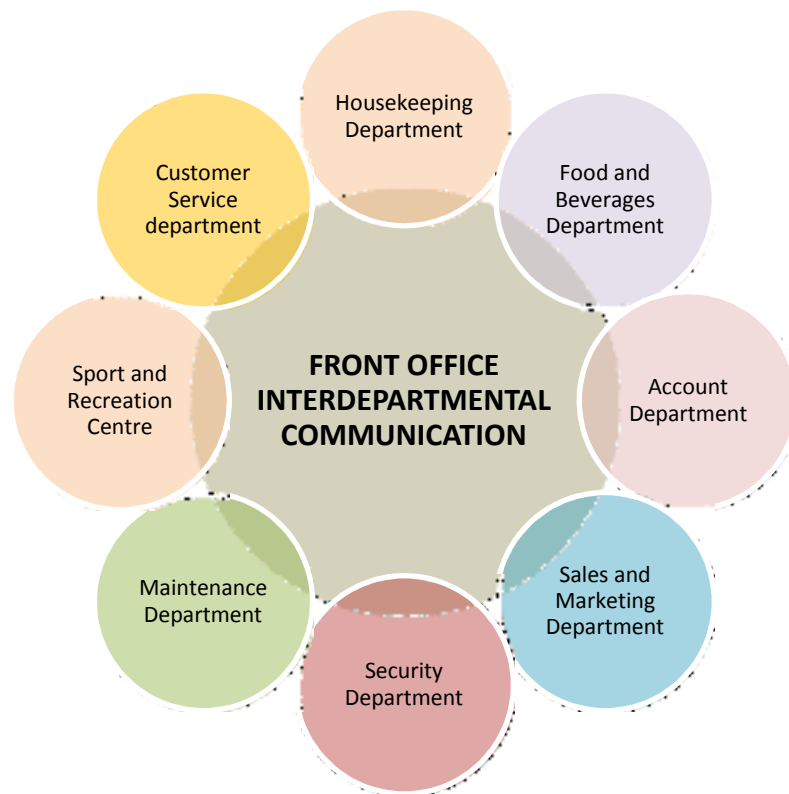 Housekeeping
Department
Customer
Service
department
Food and
Beverages
Department
FRONT OFFICE
INTERDEPARTMENTAL
COMMUNICATION
Sport and
Recreation
Centre
Account
Department
Maintenance
Department
Sales and
Marketing
Department
Security
Department